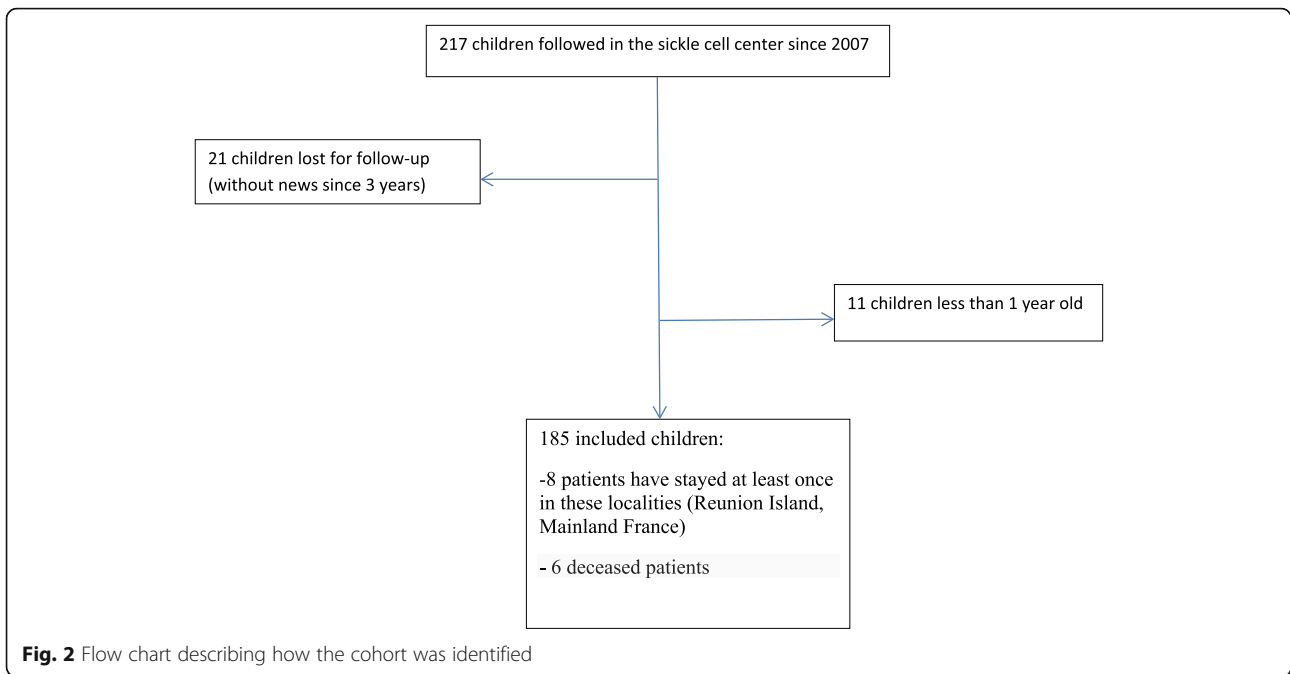 217 children followed in the sickle cell center since 2007
21 children lost for follow-up
(without news since 3 years)
11 children less than 1 year old
185 included children:
-8 patients have stayed at least once
in these localities (Reunion Island,
Mainland France)
- 6 deceased patients
Fig. 2 Flow chart describing how the cohort was identified